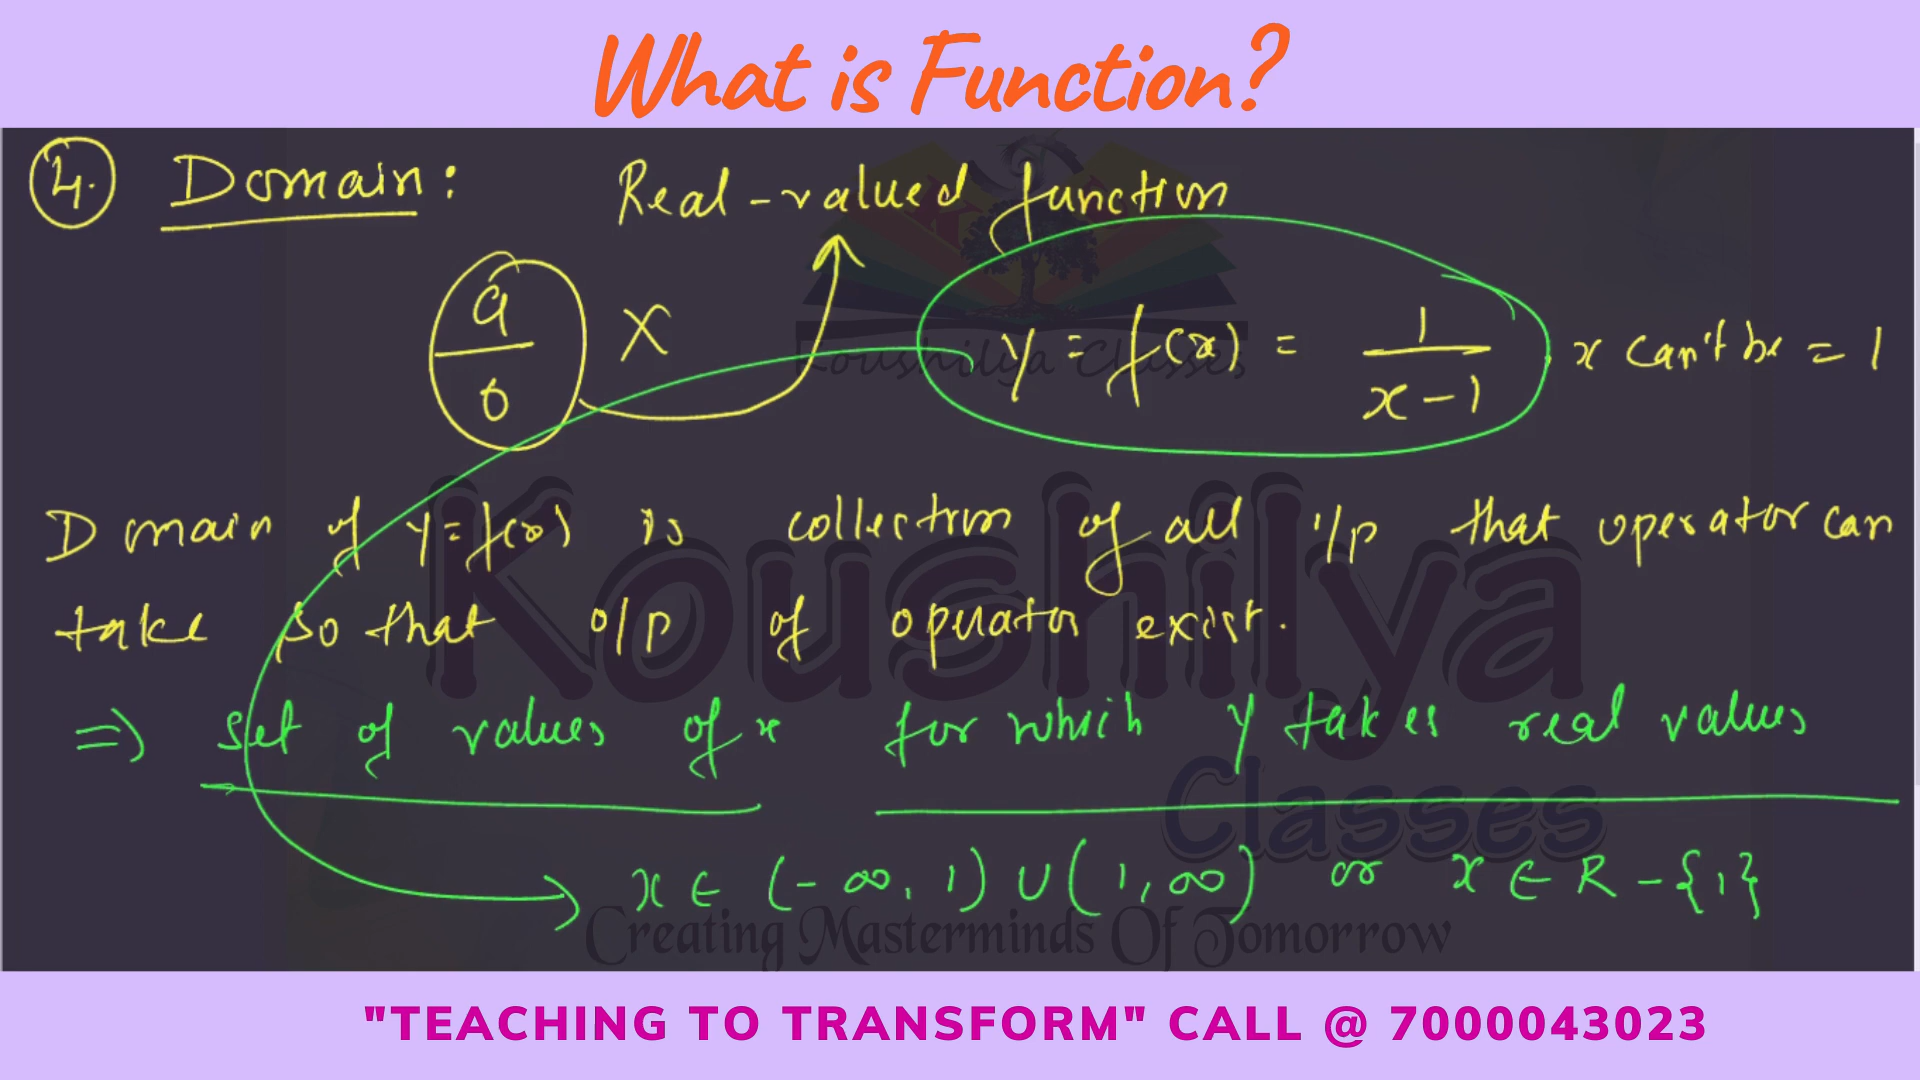 What is Function?
4. Domain: Real-valued function
a/0 X y = f(x) = 1/(x-1) x can't be = 1
Domain of y=f(x) is collection of all i/p that operator can
take so that o/p of operator exist.
=> set of values of x for which y takes real values
x ∈ (-∞, 1) ∪ (1, ∞) or x ∈ R - {1}
Koushilya Classes
Koushilya
Classes
Creating Masterminds Of Tomorrow
"TEACHING TO TRANSFORM" CALL @ 7000043023